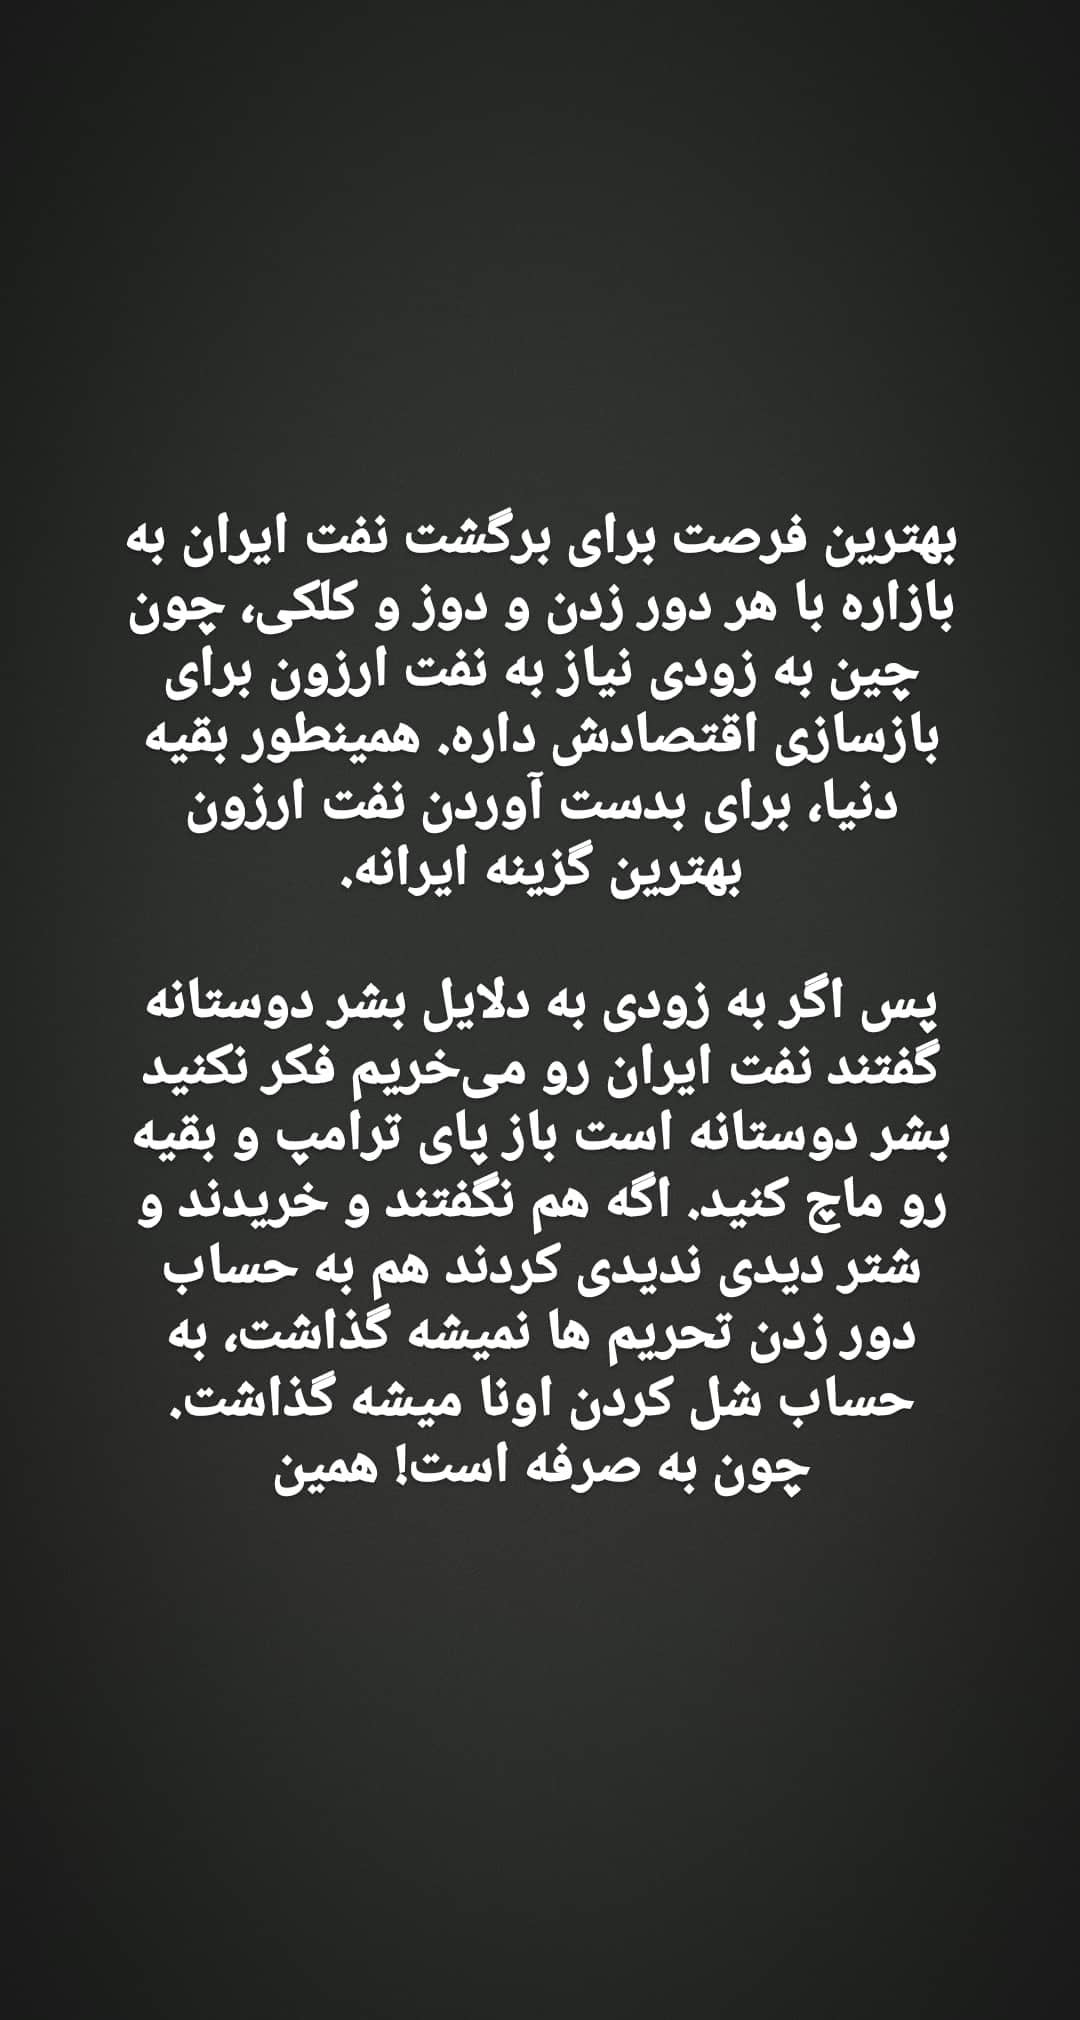 بهترین فرصت برای برگشت نفت ایران به
بازاره با هر دور زدن و دوز و کلکی، چون
چین به زودی نیاز به نفت ارزون برای
بازسازی اقتصادش داره. همینطور بقیه
دنیا، برای بدست آوردن نفت ارزون
بهترین گزینه ایرانه.
پس اگر به زودی به دلایل بشر دوستانه
گفتند نفت ایران رو می‌خریم فکر نکنید
بشر دوستانه است باز پای ترامپ و بقیه
رو ماچ کنید. اگه هم نگفتند و خریدند و
شتر دیدی ندیدی کردند هم به حساب
دور زدن تحریم ها نمیشه گذاشت، به
حساب شل کردن اونا میشه گذاشت.
چون به صرفه است! همین